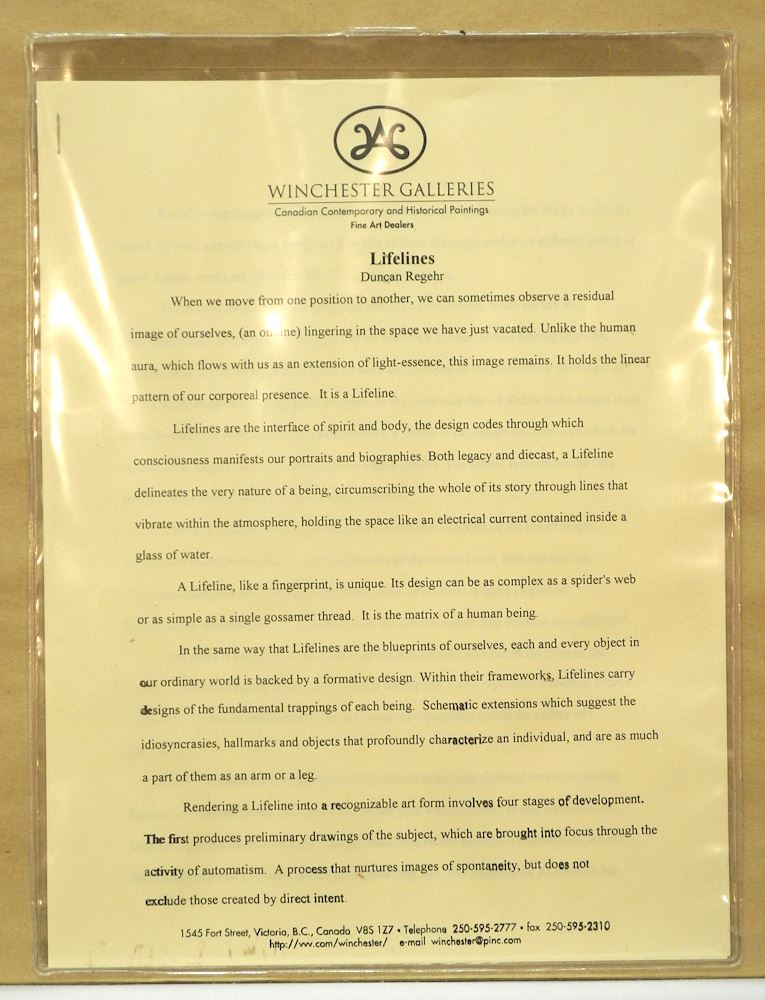 WINCHESTER GALLERIES
Canadian Contemporary and Historical Paintings
Fine Art Dealers
Lifelines
Duncan Regehr
When we move from one position to another, we can sometimes observe a residual
image of ourselves, (an outline) lingering in the space we have just vacated. Unlike the human
aura, which flows with us as an extension of light-essence, this image remains. It holds the linear
pattern of our corporeal presence. It is a Lifeline.
Lifelines are the interface of spirit and body, the design codes through which
consciousness manifests our portraits and biographies. Both legacy and diecast, a Lifeline
delineates the very nature of a being, circumscribing the whole of its story through lines that
vibrate within the atmosphere, holding the space like an electrical current contained inside a
glass of water.
A Lifeline, like a fingerprint, is unique. Its design can be as complex as a spider's web
or as simple as a single gossamer thread. It is the matrix of a human being.
In the same way that Lifelines are the blueprints of ourselves, each and every object in
our ordinary world is backed by a formative design. Within their frameworks, Lifelines carry
designs of the fundamental trappings of each being. Schematic extensions which suggest the
idiosyncrasies, hallmarks and objects that profoundly characterize an individual, and are as much
a part of them as an arm or a leg.
Rendering a Lifeline into a recognizable art form involves four stages of development.
The first produces preliminary drawings of the subject, which are brought into focus through the
activity of automatism. A process that nurtures images of spontaneity, but does not
exclude those created by direct intent.
1545 Fort Street, Victoria, B.C., Canada V8S 1Z7 • Telephone 250-595-2777 • fax 250-595-2310
http://vvv.com/winchester/ e-mail winchester@pinc.com